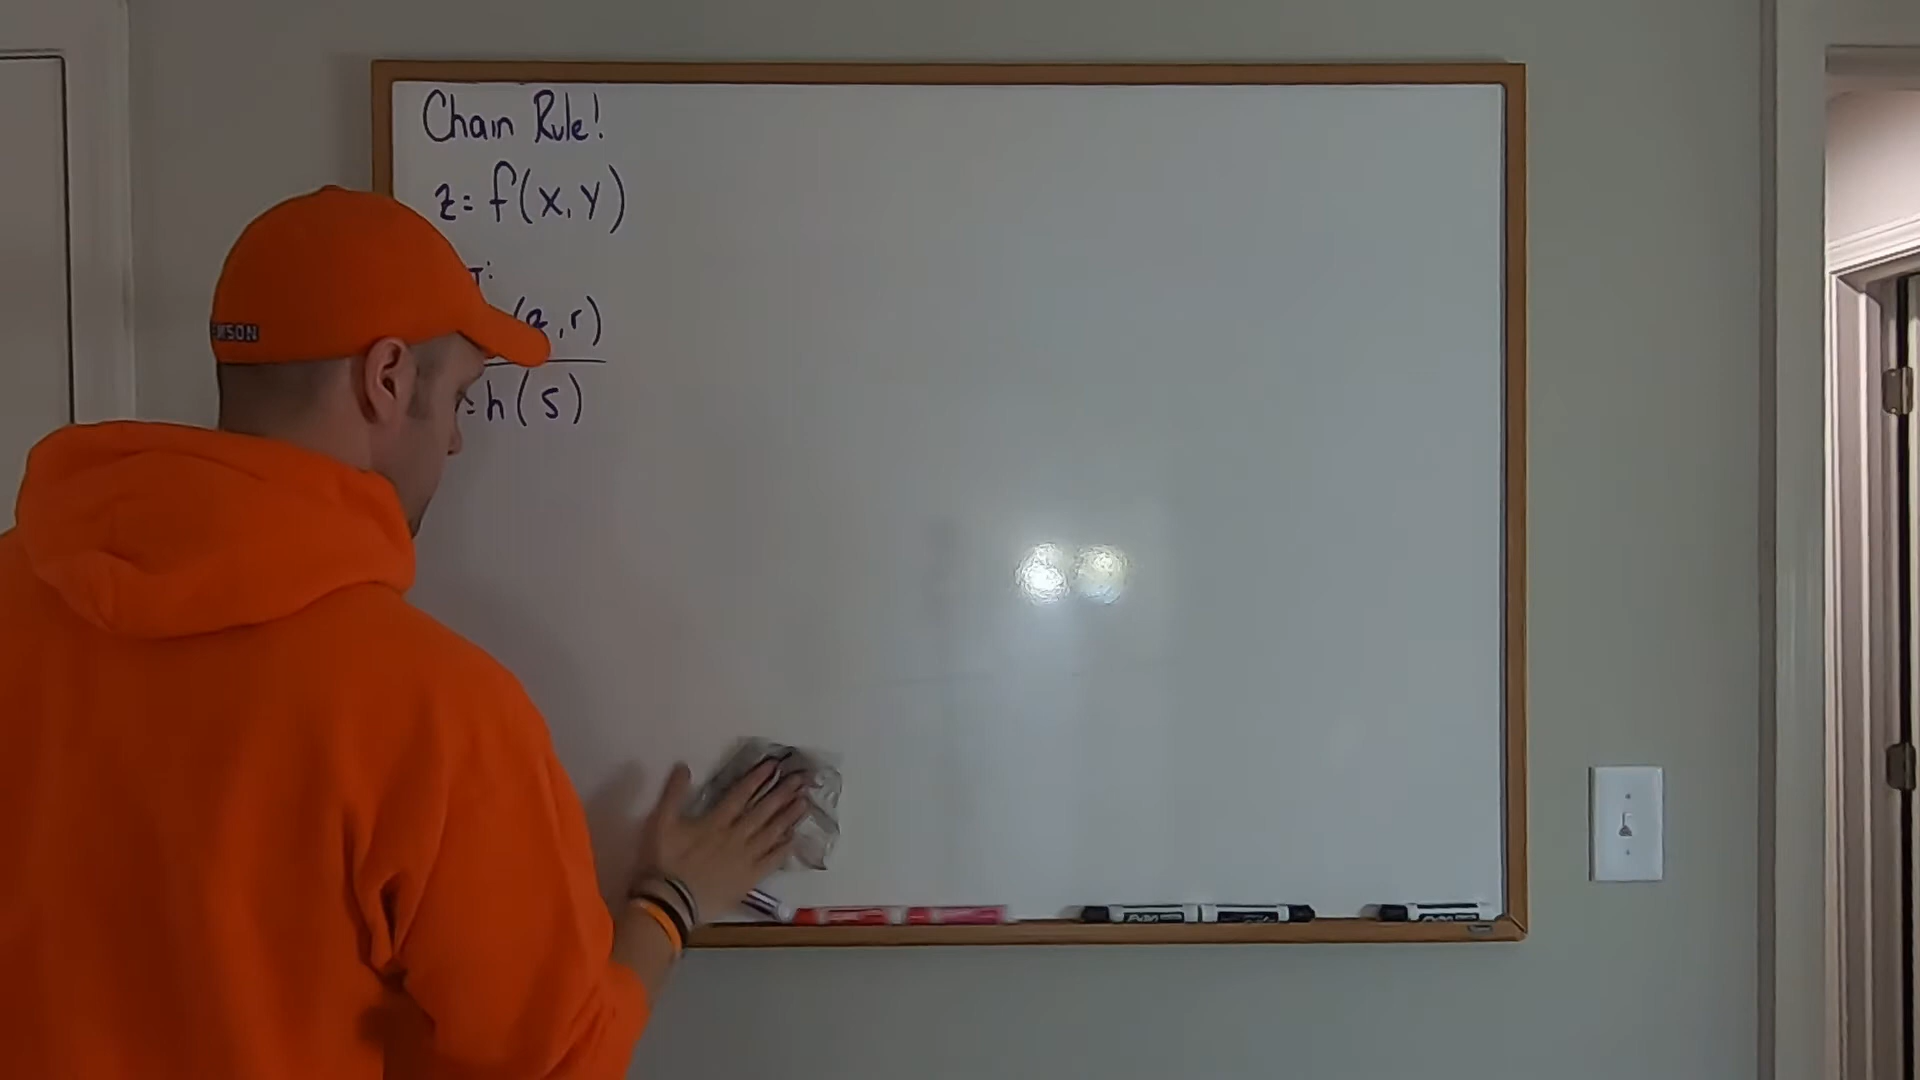 Chain Rule!
z = f(x, y)
, r)
= h(s)